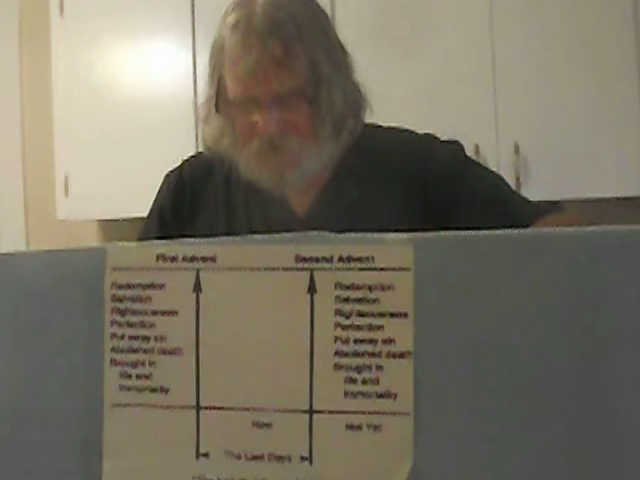 First Advent
Second Advent
Redemption
Salvation
Righteousness
Perfection
Put away sin
Abolished death
Brought in
life and
immortality
Redemption
Salvation
Righteousness
Perfection
Put away sin
Abolished death
Brought in
life and
immortality
Now
Not Yet
The Last Days